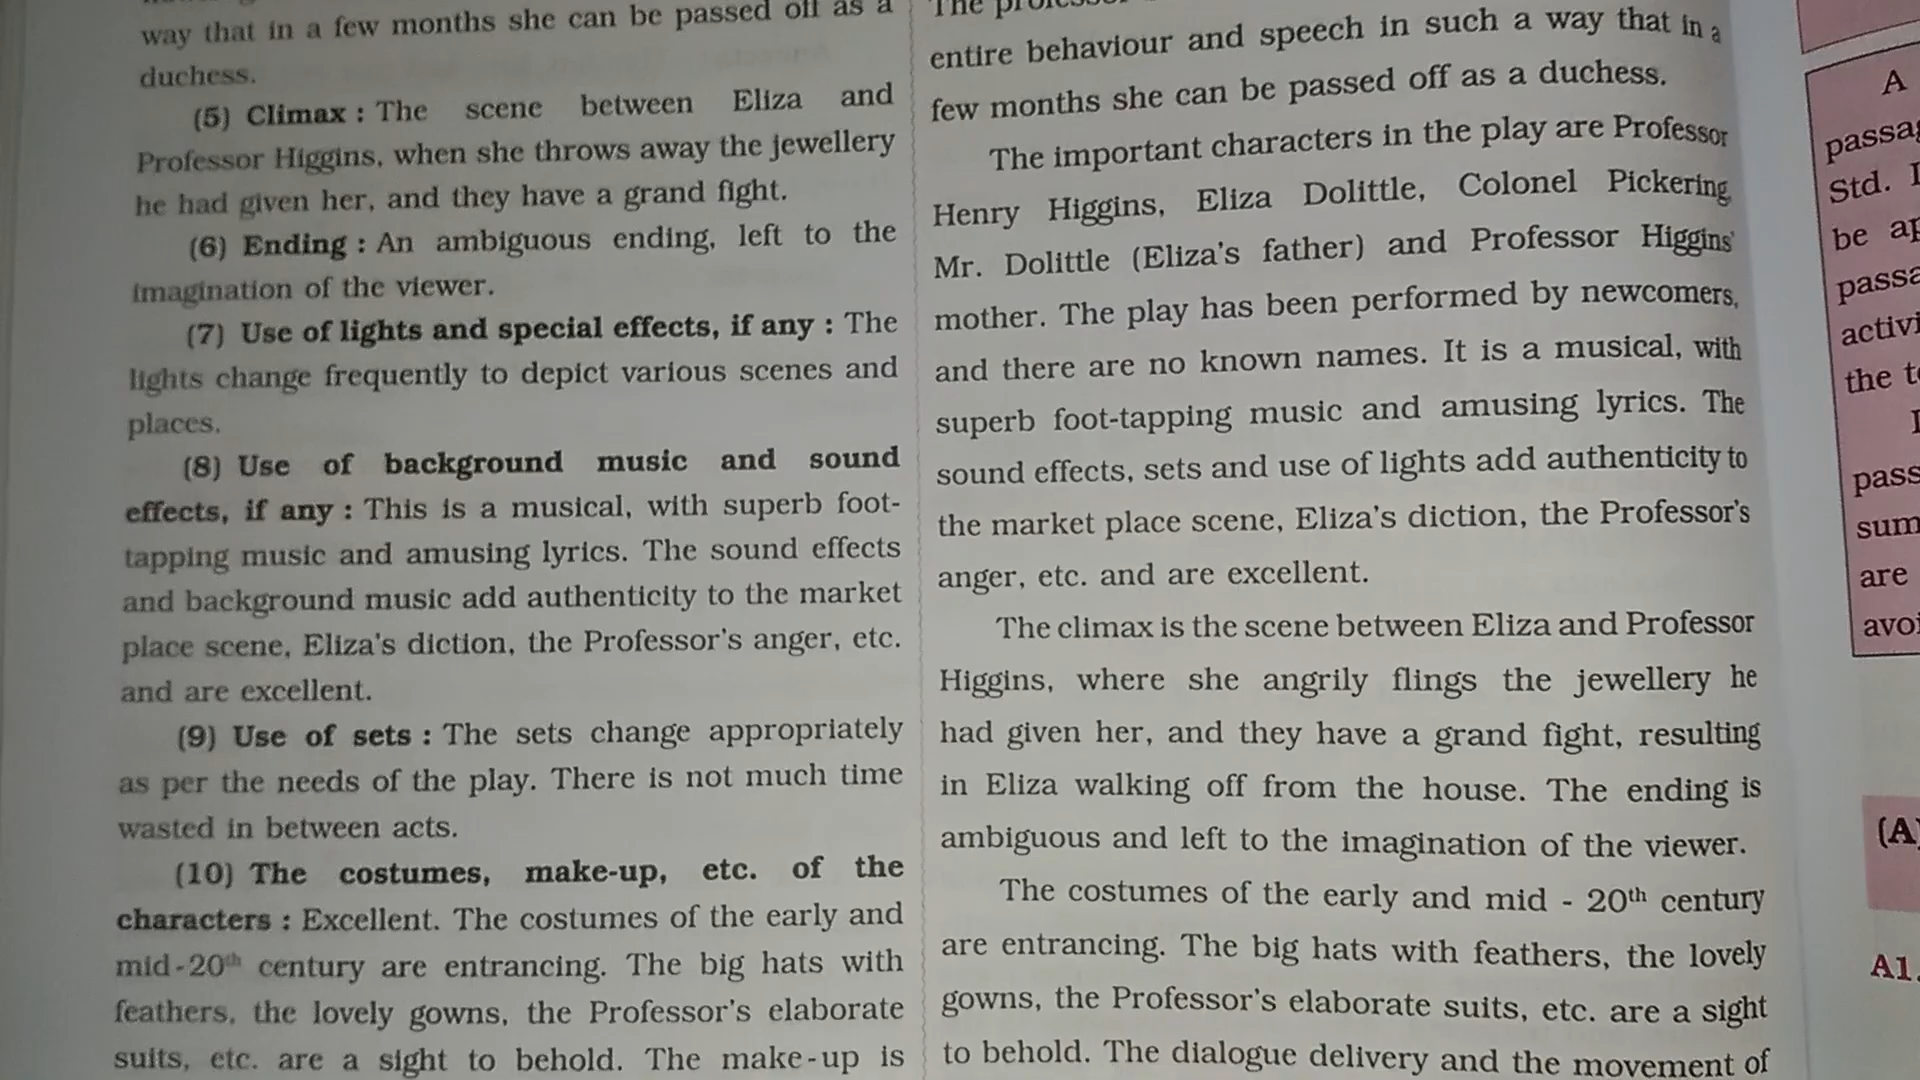 way that in a few months she can be passed off as a
duchess.
(5) Climax : The scene between Eliza and
Professor Higgins, when she throws away the jewellery
he had given her, and they have a grand fight.
(6) Ending : An ambiguous ending, left to the
imagination of the viewer.
(7) Use of lights and special effects, if any : The
lights change frequently to depict various scenes and
places.
(8) Use of background music and sound
effects, if any : This is a musical, with superb foot-
tapping music and amusing lyrics. The sound effects
and background music add authenticity to the market
place scene, Eliza's diction, the Professor's anger, etc.
and are excellent.
(9) Use of sets : The sets change appropriately
as per the needs of the play. There is not much time
wasted in between acts.
(10) The costumes, make-up, etc. of the
characters : Excellent. The costumes of the early and
mid-20th century are entrancing. The big hats with
feathers, the lovely gowns, the Professor's elaborate
suits, etc. are a sight to behold. The make-up is
The
entire behaviour and speech in such a way that in a
few months she can be passed off as a duchess.
The important characters in the play are Professor
Henry Higgins, Eliza Dolittle, Colonel Pickering
Mr. Dolittle (Eliza's father) and Professor Higgins'
mother. The play has been performed by newcomers,
and there are no known names. It is a musical, with
superb foot-tapping music and amusing lyrics. The
sound effects, sets and use of lights add authenticity to
the market place scene, Eliza's diction, the Professor's
anger, etc. and are excellent.
The climax is the scene between Eliza and Professor
Higgins, where she angrily flings the jewellery he
had given her, and they have a grand fight, resulting
in Eliza walking off from the house. The ending is
ambiguous and left to the imagination of the viewer.
The costumes of the early and mid - 20th century
are entrancing. The big hats with feathers, the lovely
gowns, the Professor's elaborate suits, etc. are a sight
to behold. The dialogue delivery and the movement of
A
Std.
be
the
are
(A)
A1.